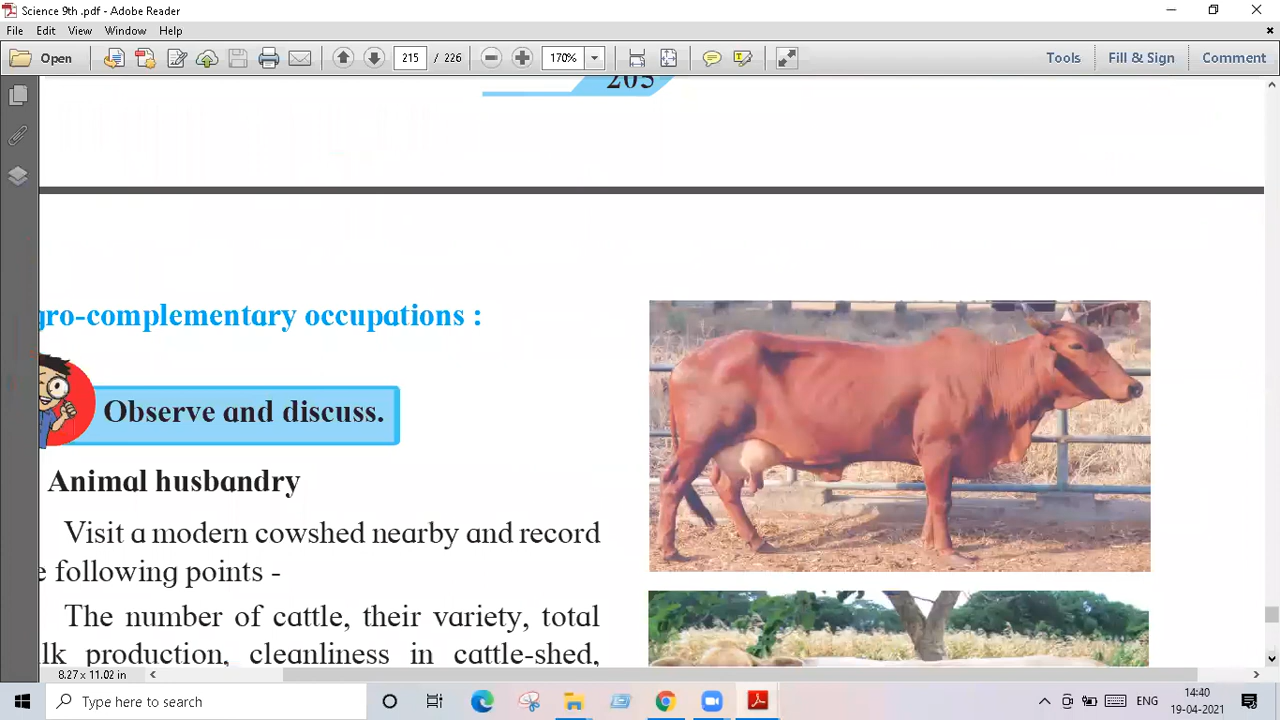 Science 9th .pdf - Adobe Reader
File Edit View Window Help
Open 215 / 226 170% Tools Fill & Sign Comment
205
gro-complementary occupations :
Observe and discuss.
Animal husbandry
Visit a modern cowshed nearby and record
e following points -
The number of cattle, their variety, total
lk production, cleanliness in cattle-shed,
8.27 x 11.02 in
Type here to search
ENG
14:40
19-04-2021